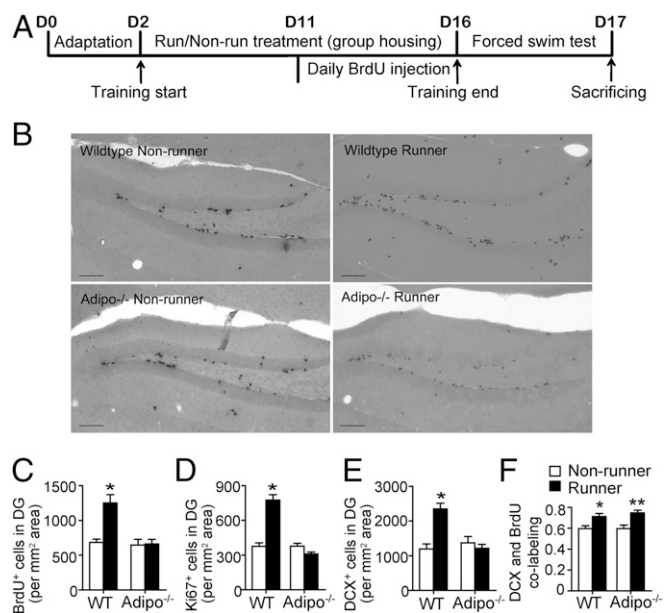 A
D0 D2 D11 D16 D17
Adaptation Run/Non-run treatment (group housing) Forced swim test
Daily BrdU injection
Training start Training end Sacrificing
B
Wildtype Non-runner Wildtype Runner
Adipo-/- Non-runner Adipo-/- Runner
C D E F
Non-runner
Runner
BrdU⁺ cells in DG
(per mm² area)
1500
1000
500
0
*
WT Adipo⁻/⁻
Ki67⁺ cells in DG
(per mm² area)
900
600
300
0
*
WT Adipo⁻/⁻
DCX⁺ cells in DG
(per mm² area)
3000
2000
1000
0
*
WT Adipo⁻/⁻
DCX and BrdU
co-labeling
0.8
0.6
0.4
0.2
0
* **
WT Adipo⁻/⁻